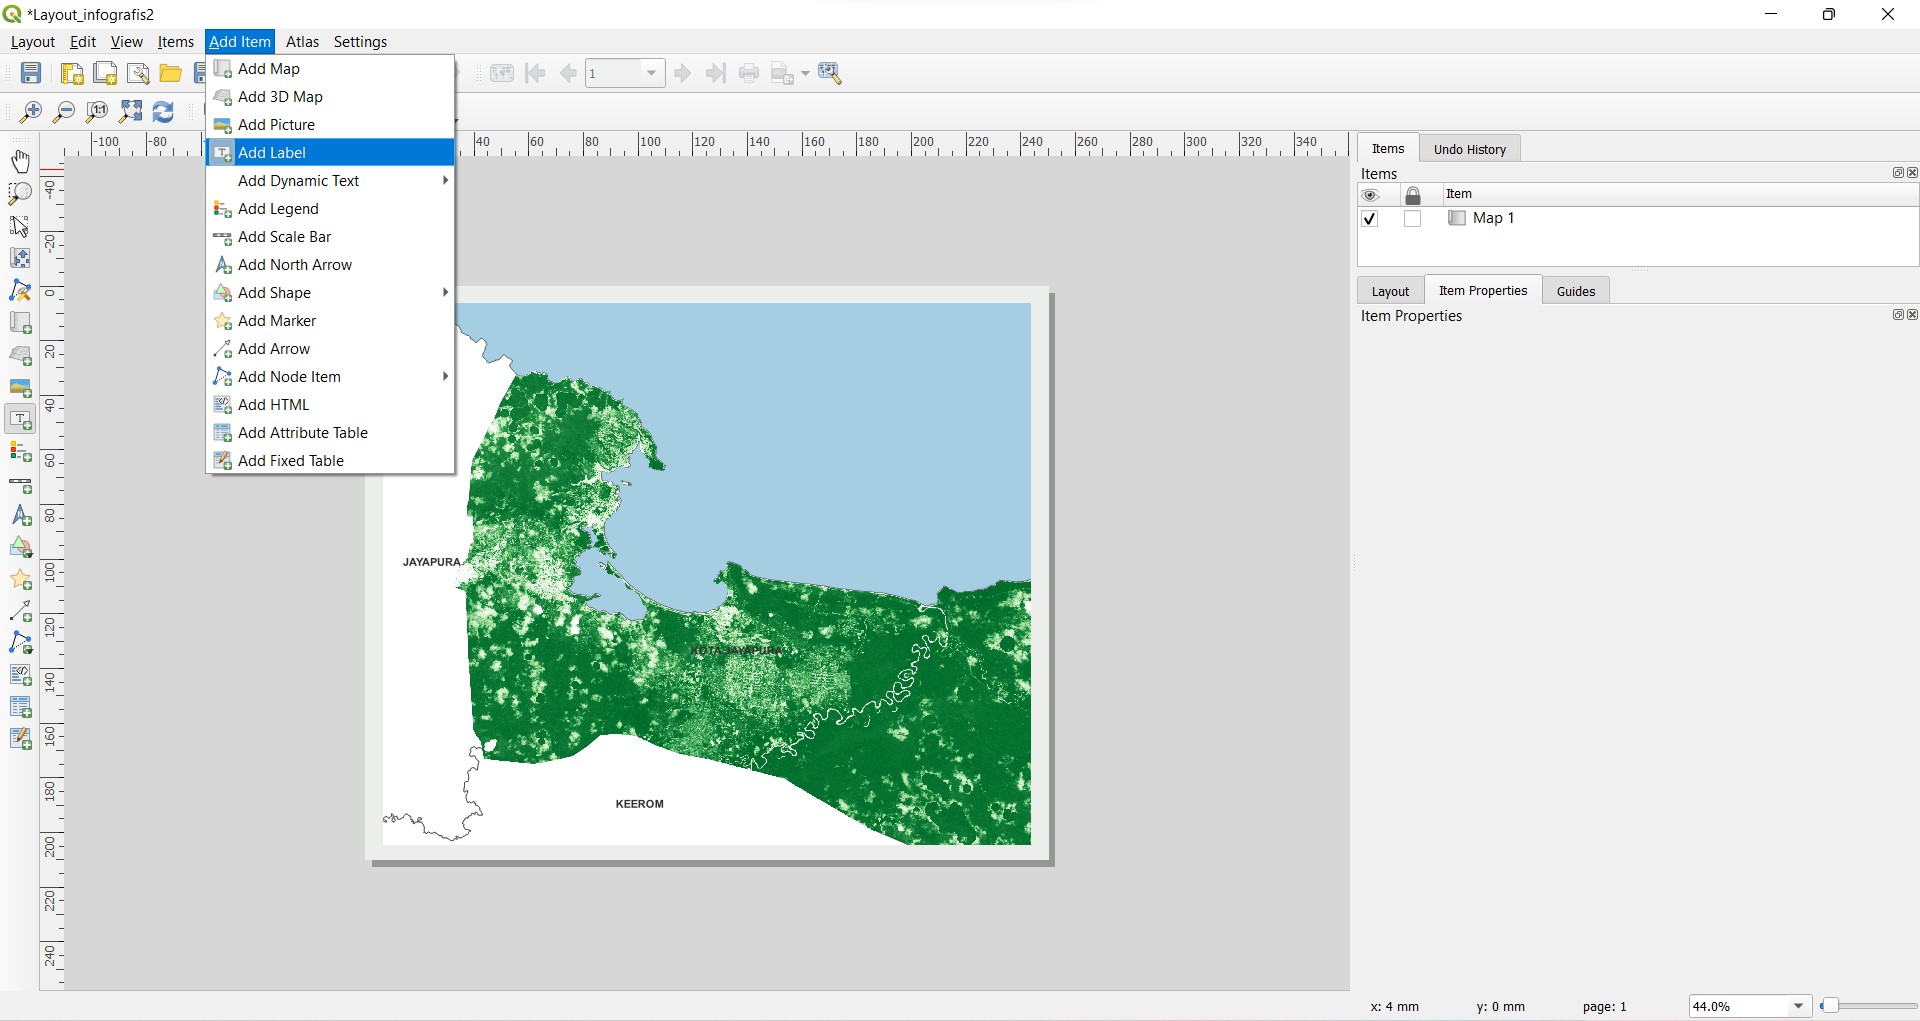 *Layout_infografis2
Layout Edit View Items Add Item Atlas Settings
1
Add Map
Add 3D Map
Add Picture
Add Label
Add Dynamic Text
Add Legend
Add Scale Bar
Add North Arrow
Add Shape
Add Marker
Add Arrow
Add Node Item
Add HTML
Add Attribute Table
Add Fixed Table
-100 -80 40 60 80 100 120 140 160 180 200 220 240 260 280 300 320 340
-40
-20
0
20
40
60
80
100
120
140
160
180
200
220
240
JAYAPURA
KOTA JAYAPURA
KEEROM
Items Undo History
Items
Item
Map 1
Layout Item Properties Guides
Item Properties
x: 4 mm y: 0 mm page: 1 44.0%